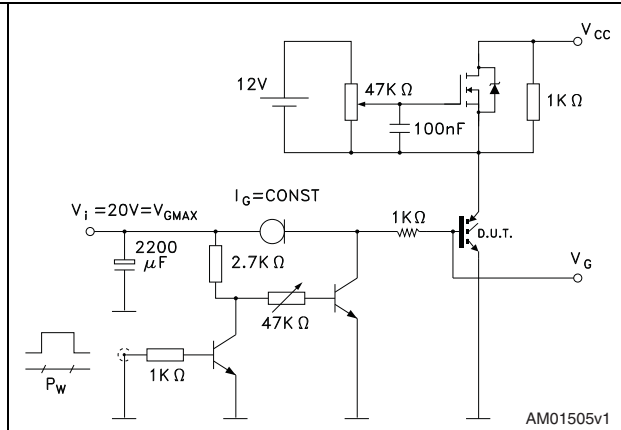 V CC
12V
47K Ω
100nF
1K Ω
I G=CONST
V i =20V=V GMAX
1K Ω
D.U.T.
2200
μF
2.7K Ω
V G
47K Ω
1K Ω
P W
AM01505v1